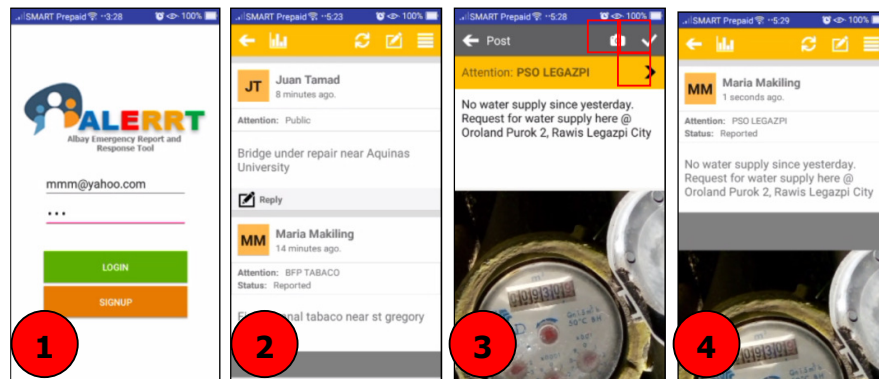 SMART Prepaid 3:28 100%
ALERRT
Albay Emergency Report and
Response Tool
mmm@yahoo.com
LOGIN
SIGNUP
1
SMART Prepaid 5:23 100%
JT
Juan Tamad
8 minutes ago.
Attention: Public
Bridge under repair near Aquinas
University
Reply
MM
Maria Makiling
14 minutes ago.
Attention: BFP TABACO
Status: Reported
nal tabaco near st gregory
2
SMART Prepaid 5:28 100%
Post
Attention: PSO LEGAZPI
No water supply since yesterday.
Request for water supply here @
Oroland Purok 2, Rawis Legazpi City
3
SMART Prepaid 5:29 100%
MM
Maria Makiling
1 seconds ago.
Attention: PSO LEGAZPI
Status: Reported
No water supply since yesterday.
Request for water supply here @
Oroland Purok 2, Rawis Legazpi City
4